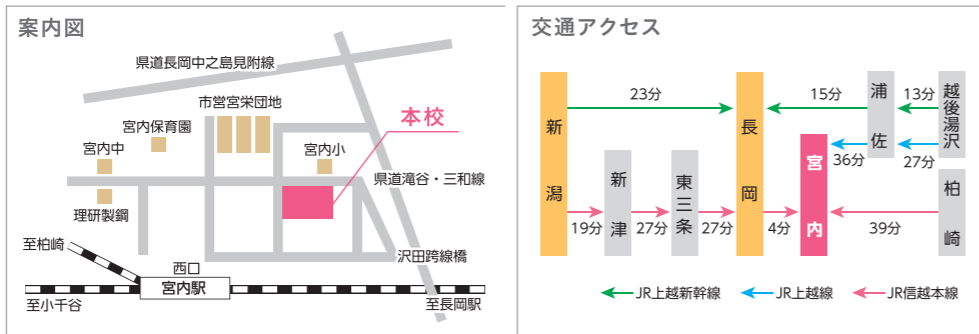 案内図
県道長岡中之島見附線
市営宮栄団地
本校
宮内保育園
宮内中
宮内小
県道滝谷・三和線
理研製鋼
至柏崎
西口
沢田跨線橋
宮内駅
至小千谷
至長岡駅
交通アクセス
23分
15分
13分
新潟
長岡
浦佐
越後湯沢
36分
27分
宮内
新津
東三条
柏崎
19分
27分
27分
4分
39分
JR上越新幹線
JR上越線
JR信越本線